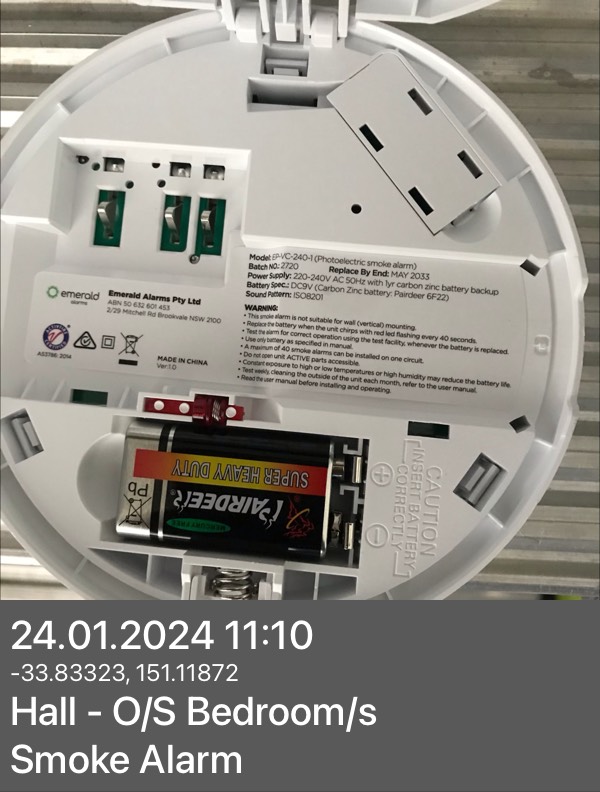 Model: EP-VC-240-1 (Photoelectric smoke alarm)
Batch NO.: 2720 Replace By End: MAY 2033
Power Supply: 220-240V AC 50Hz with 1yr carbon zinc battery backup
Battery Spec.: DC9V (Carbon Zinc battery: Pairdeer 6F22)
Sound Pattern: ISO8201
WARNING:
• This smoke alarm is not suitable for wall (vertical) mounting.
• Replace the battery when the unit chirps with red led flashing every 40 seconds.
• Test the alarm for correct operation using the test facility, whenever the battery is replaced.
• Use only battery as specified in manual.
• A maximum of 40 smoke alarms can be installed on one circuit.
• Do not open unit ACTIVE parts accessible.
• Constant exposure to high or low temperatures or high humidity may reduce the battery life.
• Test weekly, cleaning the outside of the unit each month, refer to the user manual.
• Read the user manual before installing and operating.
emerald
alarms
Emerald Alarms Pty Ltd
ABN 50 632 601 453
2/29 Mitchell Rd Brookvale NSW 2100
AS3786: 2014
MADE IN CHINA
Ver:1.0
SUPER HEAVY DUTY
PAIRDEER
MERCURY FREE
Pb
CAUTION
INSERT BATTERY
CORRECTLY
24.01.2024 11:10
-33.83323, 151.11872
Hall - O/S Bedroom/s
Smoke Alarm